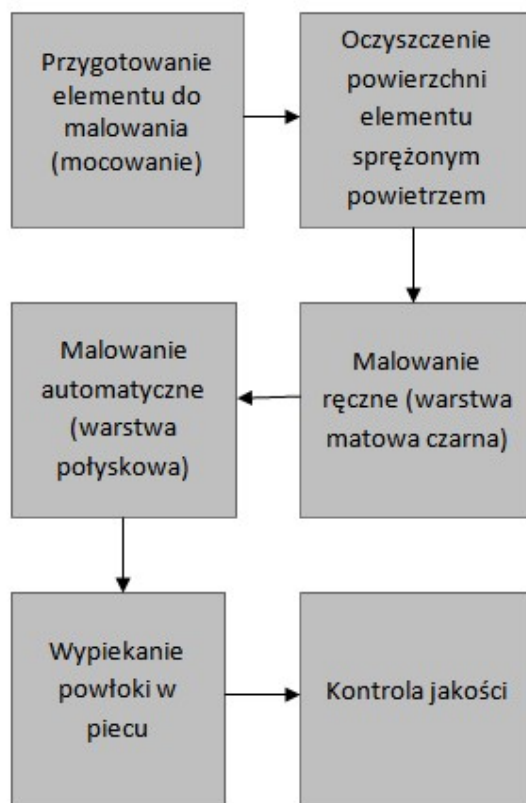 Przygotowanie
elementu do
malowania
(mocowanie)
Oczyszczenie
powierzchni
elementu
sprężonym
powietrzem
Malowanie
ręczne (warstwa
matowa czarna)
Malowanie
automatyczne
(warstwa
połyskowa)
Wypiekanie
powłoki w
piecu
Kontrola jakości